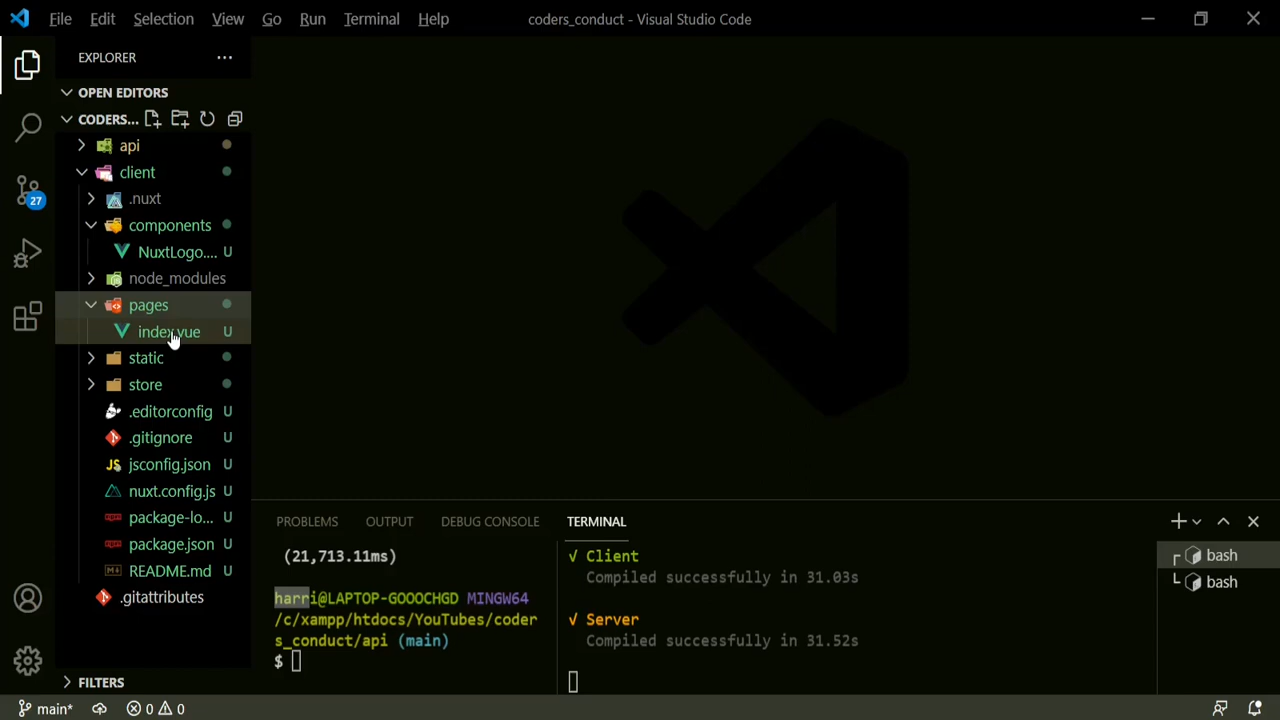 File Edit Selection View Go Run Terminal Help
coders_conduct - Visual Studio Code
EXPLORER
OPEN EDITORS
CODERS...
api
client
.nuxt
components
NuxtLogo.... U
node_modules
pages
index.vue U
static
store
.editorconfig U
.gitignore U
JS jsconfig.json U
nuxt.config.js U
package-lo... U
package.json U
README.md U
.gitattributes
FILTERS
27
PROBLEMS OUTPUT DEBUG CONSOLE TERMINAL
(21,713.11ms)
harri@LAPTOP-GOOOCHGD MINGW64
/c/xampp/htdocs/YouTubes/coder
s_conduct/api (main)
$
√ Client
Compiled successfully in 31.03s
√ Server
Compiled successfully in 31.52s
bash
bash
main* 0 0